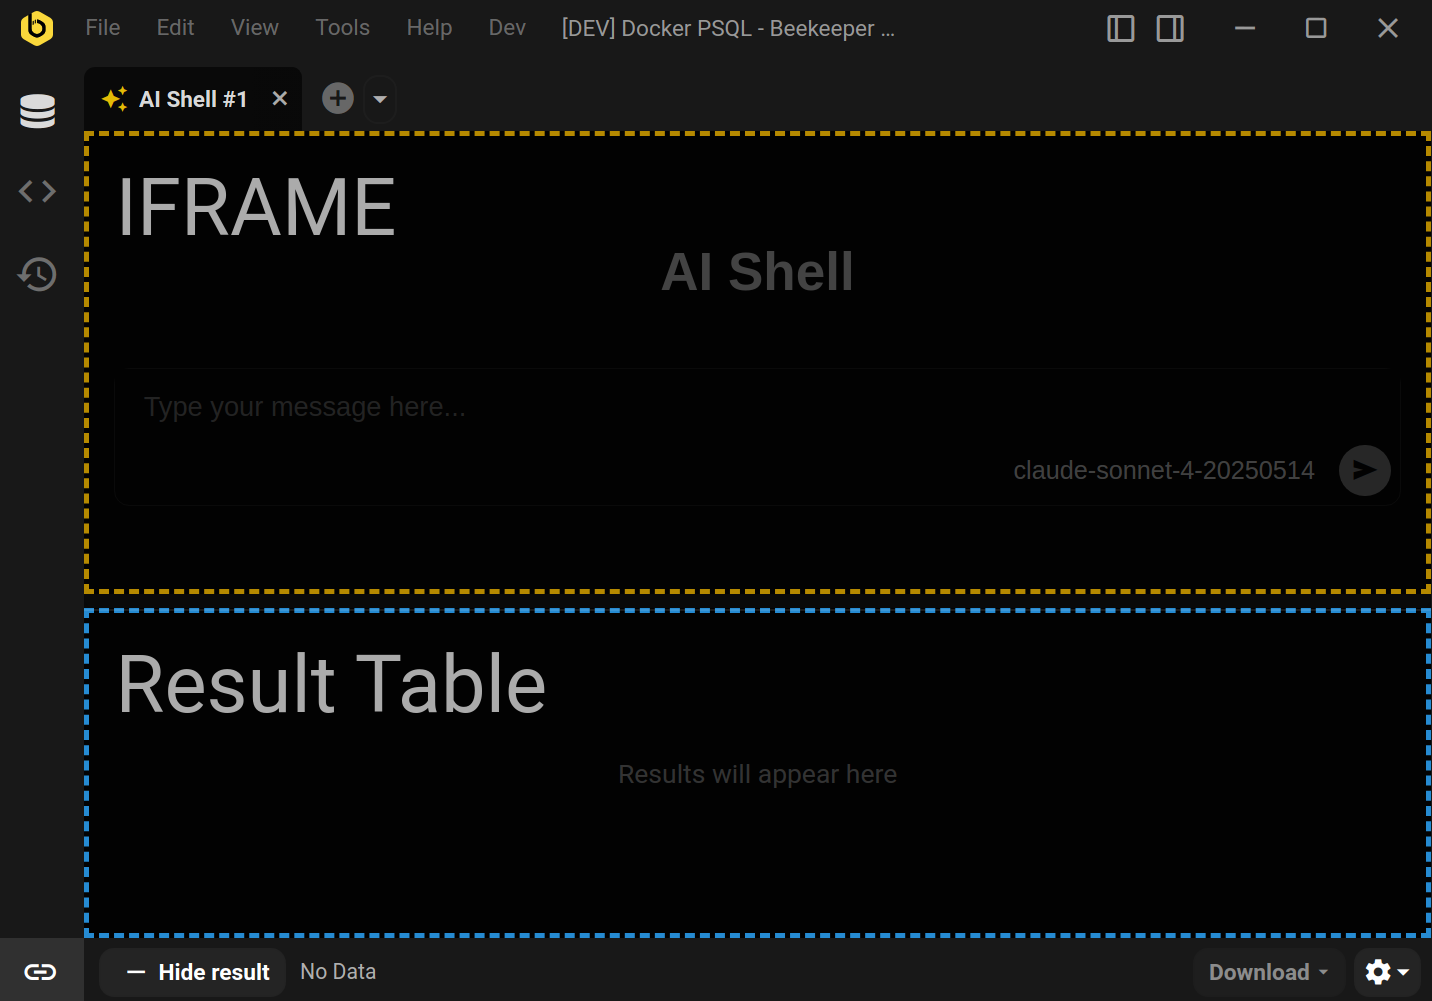 File Edit View Tools Help Dev [DEV] Docker PSQL - Beekeeper ...
AI Shell #1
IFRAME
AI Shell
Type your message here...
claude-sonnet-4-20250514
Result Table
Results will appear here
Hide result No Data Download